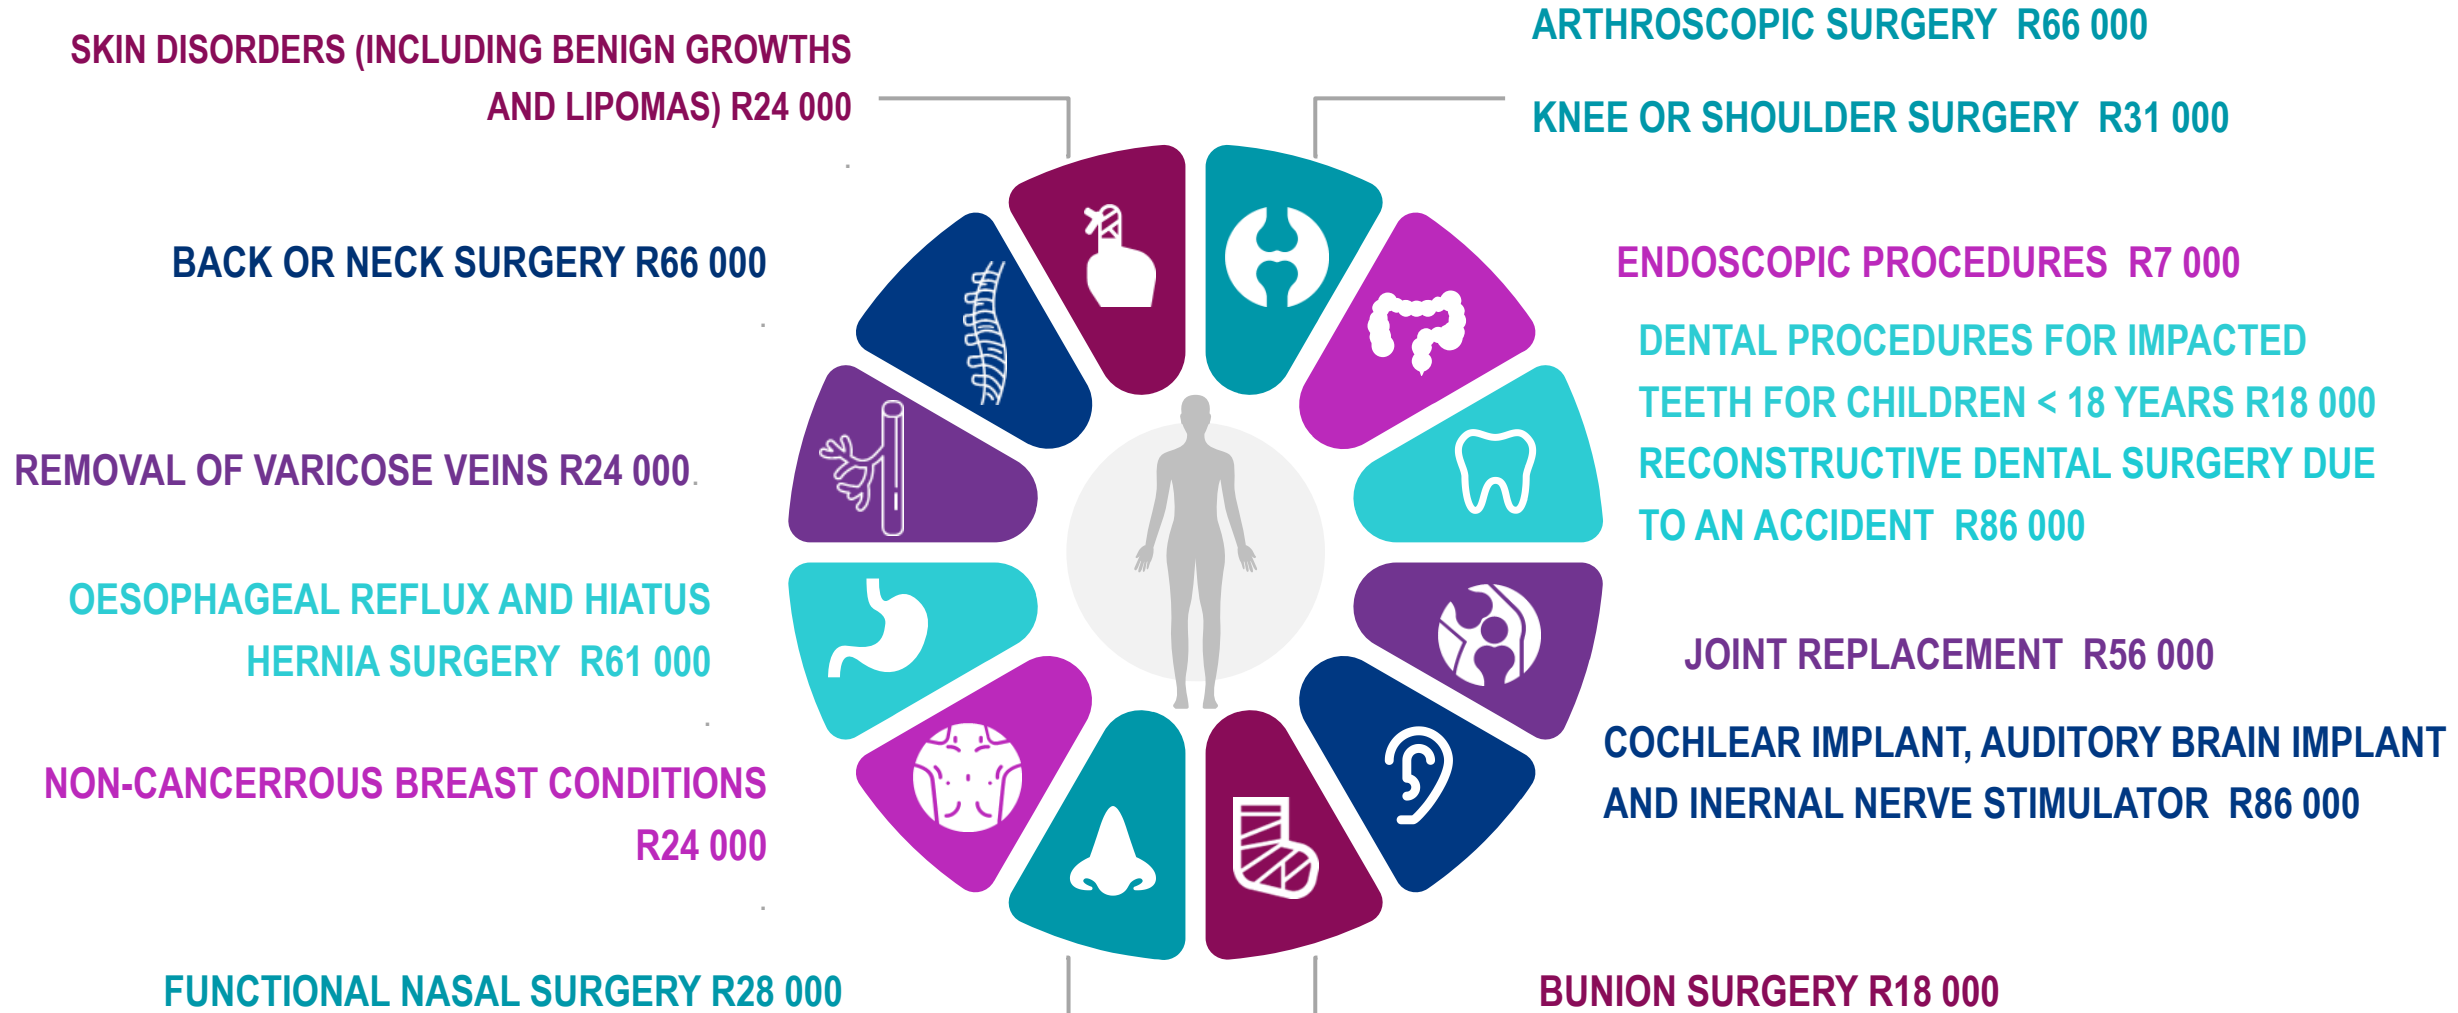 SKIN DISORDERS (INCLUDING BENIGN GROWTHS
AND LIPOMAS) R24 000
.
BACK OR NECK SURGERY R66 000
.
REMOVAL OF VARICOSE VEINS R24 000.
OESOPHAGEAL REFLUX AND HIATUS
HERNIA SURGERY R61 000
.
NON-CANCERROUS BREAST CONDITIONS
R24 000
.
FUNCTIONAL NASAL SURGERY R28 000
ARTHROSCOPIC SURGERY R66 000
KNEE OR SHOULDER SURGERY R31 000
ENDOSCOPIC PROCEDURES R7 000
DENTAL PROCEDURES FOR IMPACTED
TEETH FOR CHILDREN < 18 YEARS R18 000
RECONSTRUCTIVE DENTAL SURGERY DUE
TO AN ACCIDENT R86 000
JOINT REPLACEMENT R56 000
COCHLEAR IMPLANT, AUDITORY BRAIN IMPLANT
AND INERNAL NERVE STIMULATOR R86 000
BUNION SURGERY R18 000